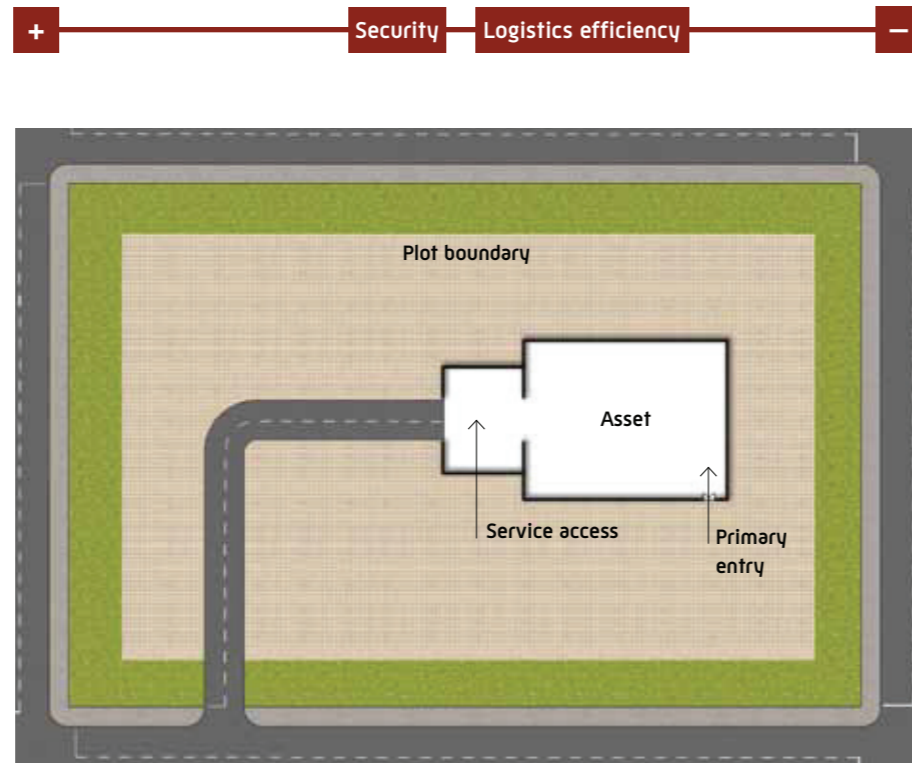 + Security Logistics efficiency −
Plot boundary
Asset
Service access
Primary
entry